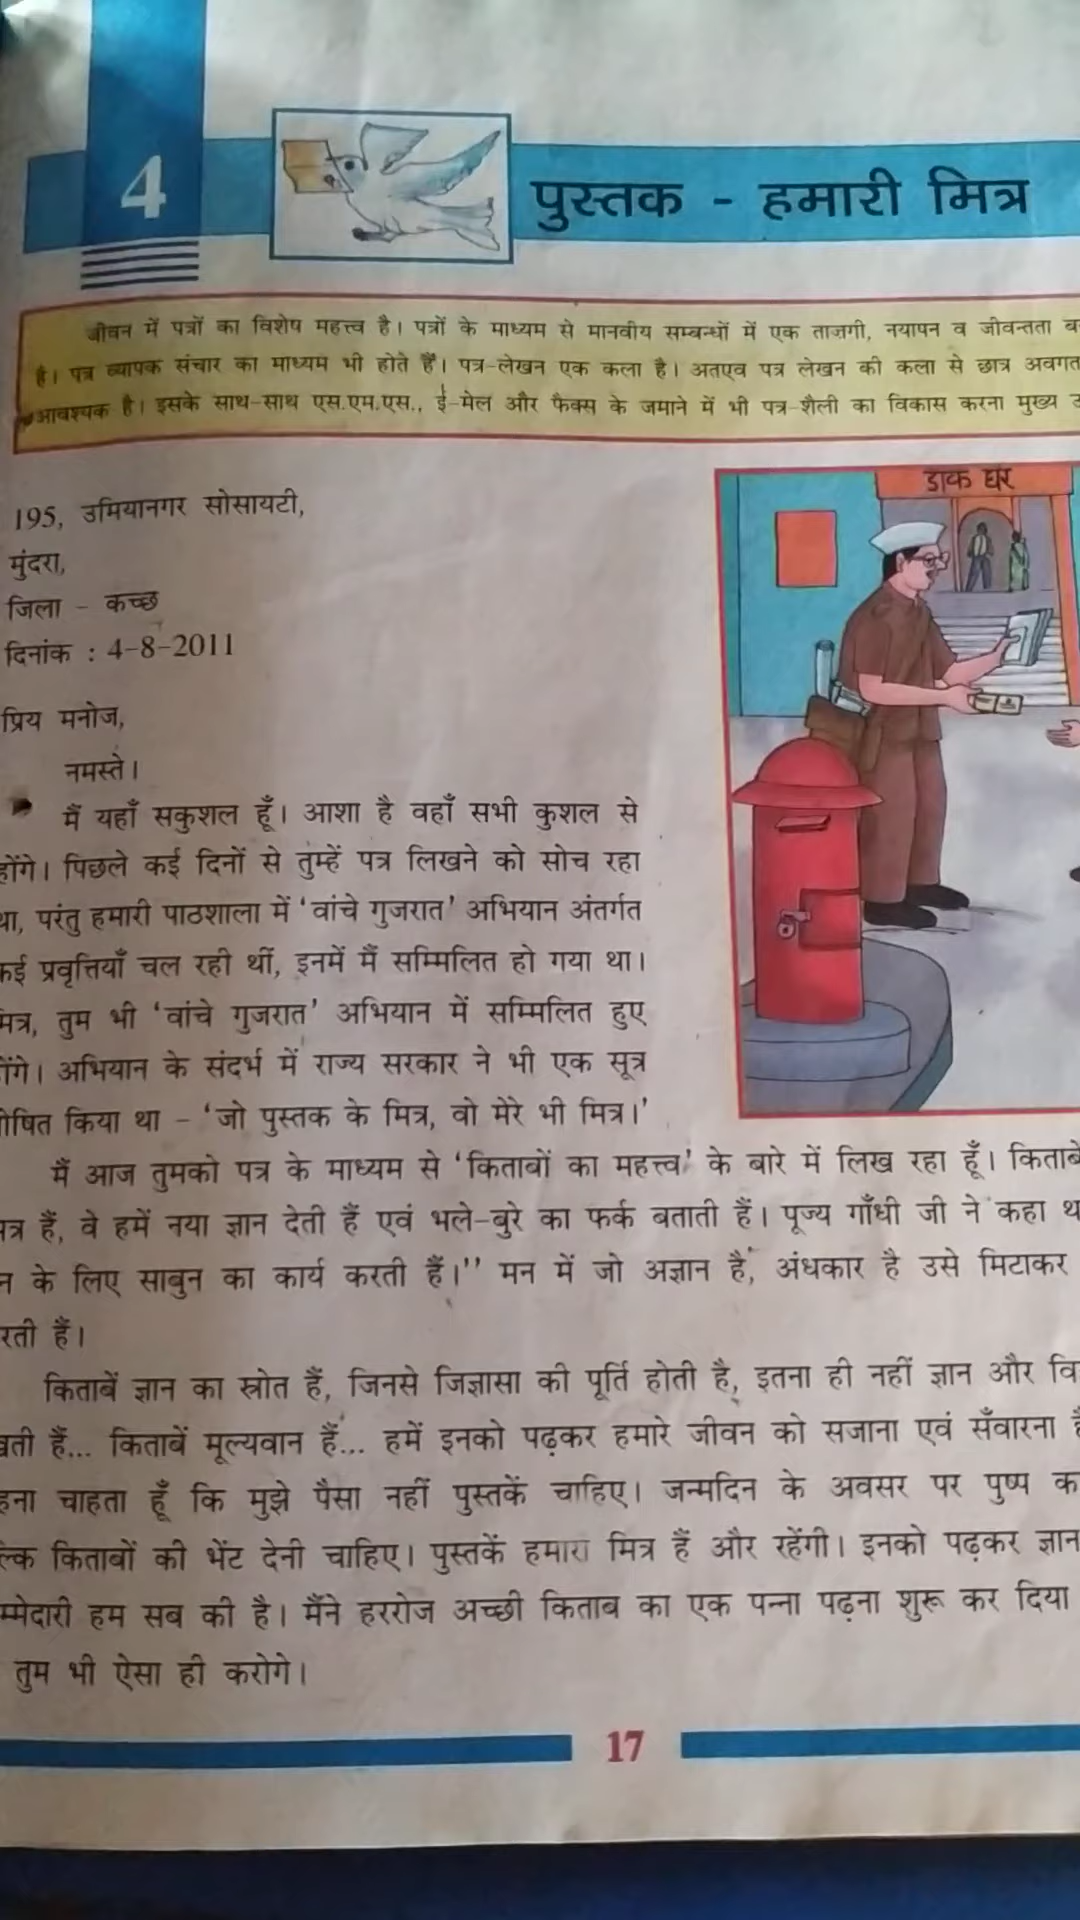 4
पुस्तक - हमारी मित्र
जीवन में पत्रों का विशेष महत्त्व है। पत्रों के माध्यम से मानवीय सम्बन्धों में एक ताज़गी, नयापन व जीवन्तता
है। पत्र व्यापक संचार का माध्यम भी होते हैं। पत्र-लेखन एक कला है। अतएव पत्र लेखन की कला से छात्र अवगत
आवश्यक है। इसके साथ-साथ एस.एम.एस., ई-मेल और फैक्स के जमाने में भी पत्र-शैली का विकास करना मुख्य
डाक घर
195, उमियानगर सोसायटी,
मुंदरा,
जिला - कच्छ
दिनांक : 4-8-2011
प्रिय मनोज,
नमस्ते।
मैं यहाँ सकुशल हूँ। आशा है वहाँ सभी कुशल से
होंगे। पिछले कई दिनों से तुम्हें पत्र लिखने को सोच रहा
था, परंतु हमारी पाठशाला में 'वांचे गुजरात' अभियान अंतर्गत
कई प्रवृत्तियाँ चल रही थीं, इनमें मैं सम्मिलित हो गया था।
तुम भी 'वांचे गुजरात' अभियान में सम्मिलित हुए
अभियान के संदर्भ में राज्य सरकार ने भी एक सूत्र
किया था - 'जो पुस्तक के मित्र, वो मेरे भी मित्र।'
मैं आज तुमको पत्र के माध्यम से 'किताबों का महत्त्व' के बारे में लिख रहा हूँ।
हैं, वे हमें नया ज्ञान देती हैं एवं भले-बुरे का फर्क बताती हैं। पूज्य गाँधी जी ने कहा
के लिए साबुन का कार्य करती हैं।" मन में जो अज्ञान है, अंधकार है उसे मिटाकर
हैं।
किताबें ज्ञान का स्रोत हैं, जिनसे जिज्ञासा की पूर्ति होती है, इतना ही नहीं ज्ञान और
हैं... किताबें मूल्यवान हैं... हमें इनको पढ़कर हमारे जीवन को सजाना एवं सँवारना
चाहता हूँ कि मुझे पैसा नहीं पुस्तकें चाहिए। जन्मदिन के अवसर पर पुष्प
किताबों की भेंट देनी चाहिए। पुस्तकें हमारा मित्र हैं और रहेंगी। इनको पढ़कर ज्ञान
हम सब की है। मैंने हररोज अच्छी किताब का एक पन्ना पढ़ना शुरू कर दिया
तुम भी ऐसा ही करोगे।
17